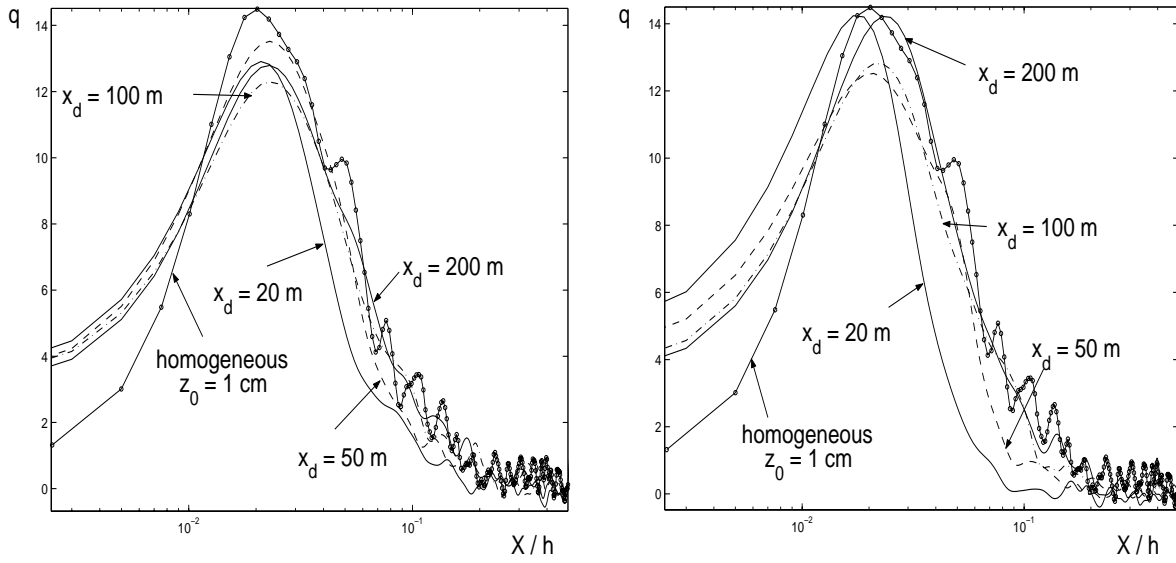 q
14
12
10
8
6
4
2
0
x_d = 100 m
x_d = 200 m
x_d = 20 m
homogeneous
z_0 = 1 cm
x_d = 50 m
10^−2
10^−1
X / h
q
14
12
10
8
6
4
2
0
x_d = 200 m
x_d = 100 m
x_d = 20 m
x_d = 50 m
homogeneous
z_0 = 1 cm
10^−2
10^−1
X / h